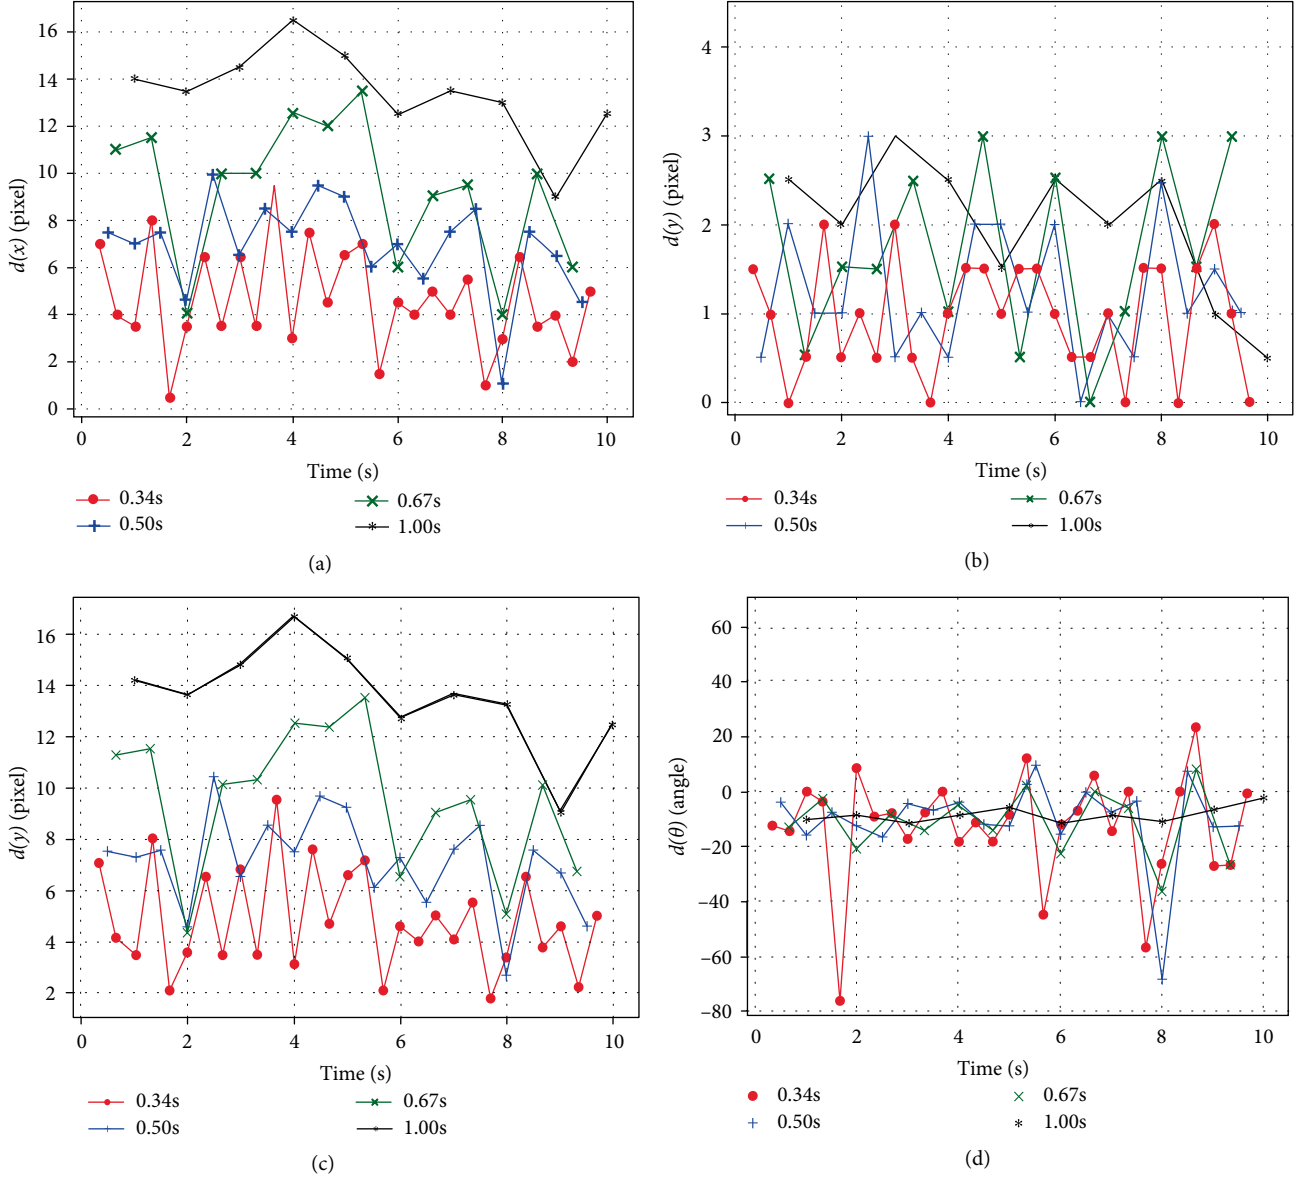 16
14
12
10
8
6
4
2
0
d(x) (pixel)
0 2 4 6 8 10
Time (s)
0.34s 0.67s
0.50s 1.00s
(a)
4
3
2
1
0
d(y) (pixel)
0 2 4 6 8 10
Time (s)
0.34s 0.67s
0.50s 1.00s
(b)
16
14
12
10
8
6
4
2
d(y) (pixel)
0 2 4 6 8 10
Time (s)
0.34s 0.67s
0.50s 1.00s
(c)
60
40
20
0
−20
−40
−60
−80
d(θ) (angle)
0 2 4 6 8 10
Time (s)
0.34s 0.67s
0.50s 1.00s
(d)